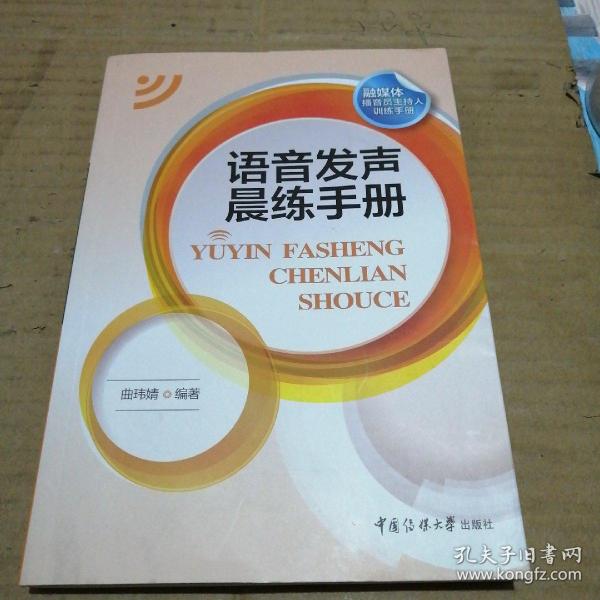 融媒体
播音员主持人
训练手册
语音发声
晨练手册
YUYIN FASHENG
CHENLIAN
SHOUCE
曲玮婧 编著
中国传媒大学出版社
孔夫子旧书网
www.kongfz.com